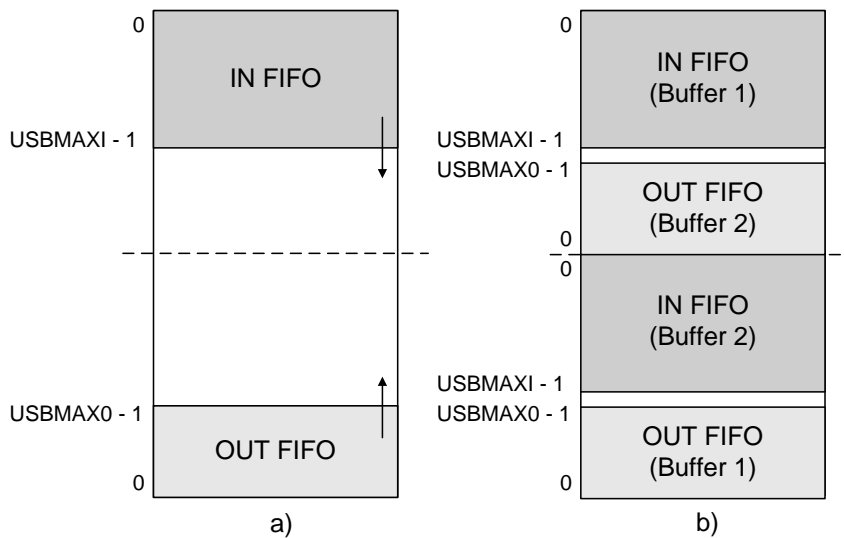 0
IN FIFO
USBMAXI - 1
USBMAX0 - 1
OUT FIFO
0
a)
0
IN FIFO
(Buffer 1)
USBMAXI - 1
USBMAX0 - 1
OUT FIFO
(Buffer 2)
0
0
IN FIFO
(Buffer 2)
USBMAXI - 1
USBMAX0 - 1
OUT FIFO
(Buffer 1)
0
b)